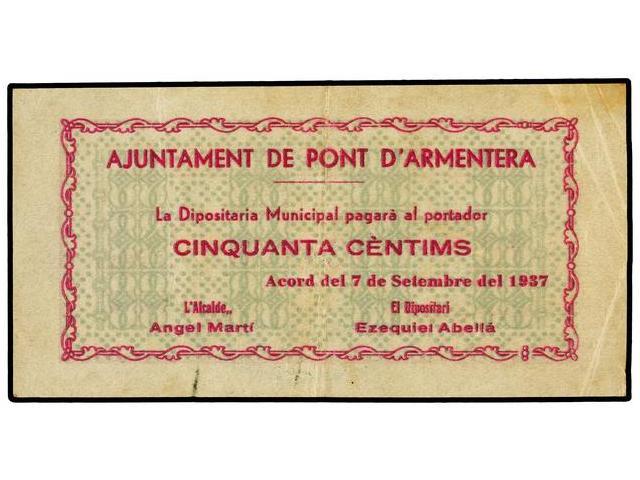 AJUNTAMENT DE PONT D'ARMENTERA
La Dipositaria Municipal pagarà al portador
CINQUANTA CÈNTIMS
Acord del 7 de Setembre del 1937
L'Alcalde,, El Dipositari
Angel Martí Ezequiel Abellá